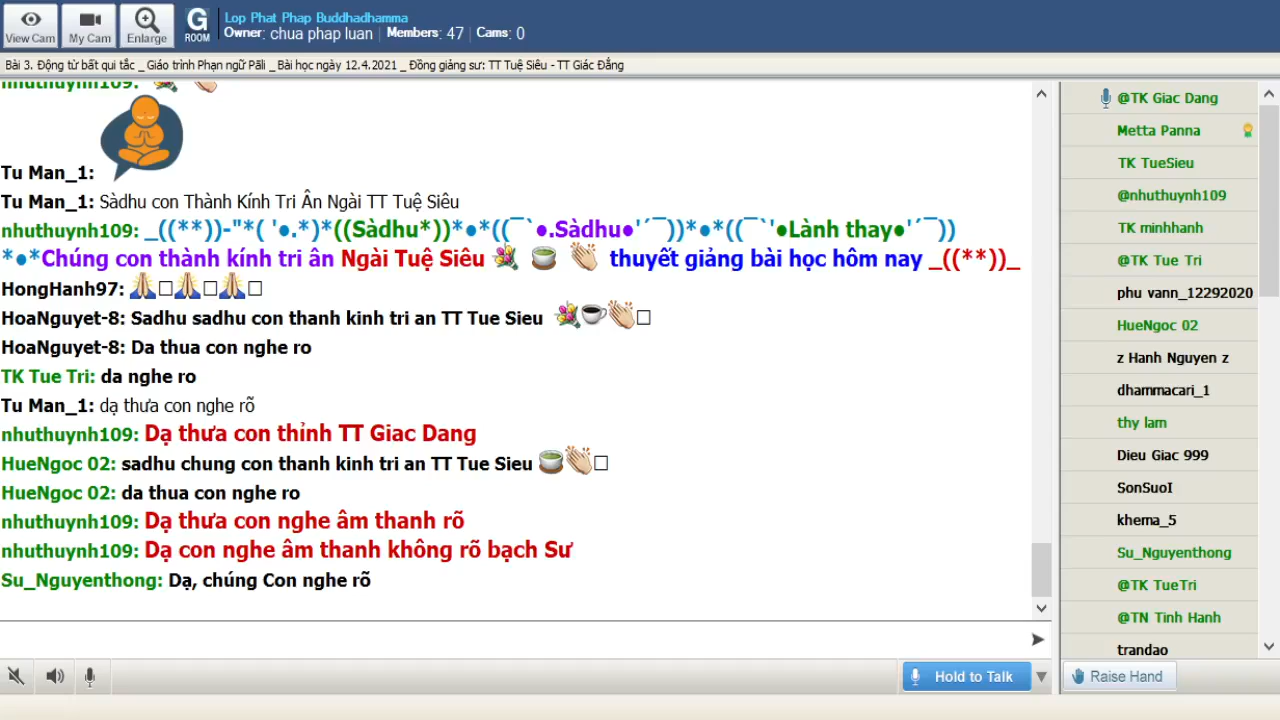 View Cam
My Cam
Enlarge
G
ROOM
Lop Phat Phap Buddhadhamma
Owner: chua phap luan | Members: 47 | Cams: 0
Bài 3. Động từ bất qui tắc _ Giáo trình Phạn ngữ Pāli _ Bài học ngày 12.4.2021 _ Đồng giảng sư: TT Tuệ Siêu - TT Giác Đẳng
nhuthuynh109:
Tu Man_1:
Tu Man_1: Sàdhu con Thành Kính Tri Ân Ngài TT Tuệ Siêu
nhuthuynh109: _((**))-"*( '●.*)*((Sàdhu*))*●*((¯`●.Sàdhu●'´¯))*●*((¯`'●Lành thay●'´¯))
*●*Chúng con thành kính tri ân Ngài Tuệ Siêu 💐 🍵 👏 thuyết giảng bài học hôm nay _((**))_
HongHanh97: 🙏□🙏□🙏□
HoaNguyet-8: Sadhu sadhu con thanh kinh tri an TT Tue Sieu 💐☕👏□
HoaNguyet-8: Da thua con nghe ro
TK Tue Tri: da nghe ro
Tu Man_1: dạ thưa con nghe rõ
nhuthuynh109: Dạ thưa con thỉnh TT Giac Dang
HueNgoc 02: sadhu chung con thanh kinh tri an TT Tue Sieu 🍵👏□
HueNgoc 02: da thua con nghe ro
nhuthuynh109: Dạ thưa con nghe âm thanh rõ
nhuthuynh109: Dạ con nghe âm thanh không rõ bạch Sư
Su_Nguyenthong: Dạ, chúng Con nghe rõ
Hold to Talk
@TK Giac Dang
Metta Panna
TK TueSieu
@nhuthuynh109
TK minhhanh
@TK Tue Tri
phu vann_12292020
HueNgoc 02
z Hanh Nguyen z
dhammacari_1
thy lam
Dieu Giac 999
SonSuoI
khema_5
Su_Nguyenthong
@TK TueTri
@TN Tinh Hanh
trandao
Raise Hand